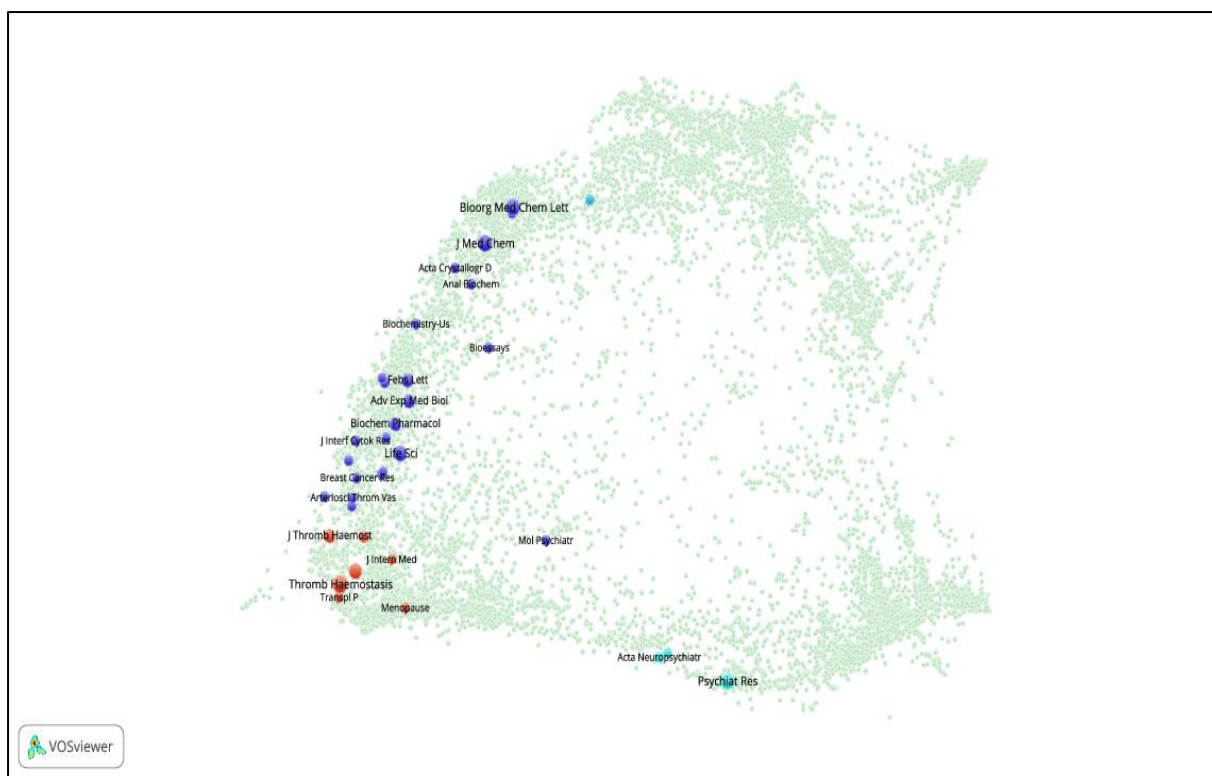 Bioorg Med Chem Lett
J Med Chem
Acta Crystallogr D
Anal Biochem
Biochemistry-Us
Bioessays
Febs Lett
Adv Exp Med Biol
Biochem Pharmacol
J Interf Cytok Res
Life Sci
Breast Cancer Res
Arterioscl Throm Vas
J Thromb Haemost
Mol Psychiatr
J Intern Med
Thromb Haemostasis
Transpl P
Menopause
Acta Neuropsychiatr
Psychiat Res
VOSviewer